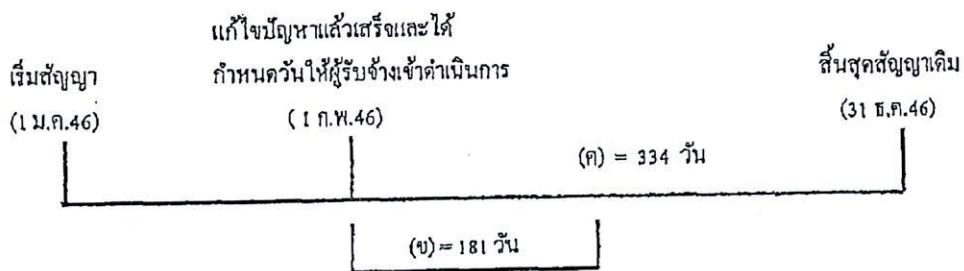 แก้ไขปัญหาแล้วเสร็จและได้
เริ่มสัญญา กำหนดวันให้ผู้รับจ้างเข้าดำเนินการ สิ้นสุดสัญญาเดิม
(1 ม.ค.46) ( 1 ก.พ.46) (31 ธ.ค.46)
(ค) = 334 วัน
(ข) = 181 วัน